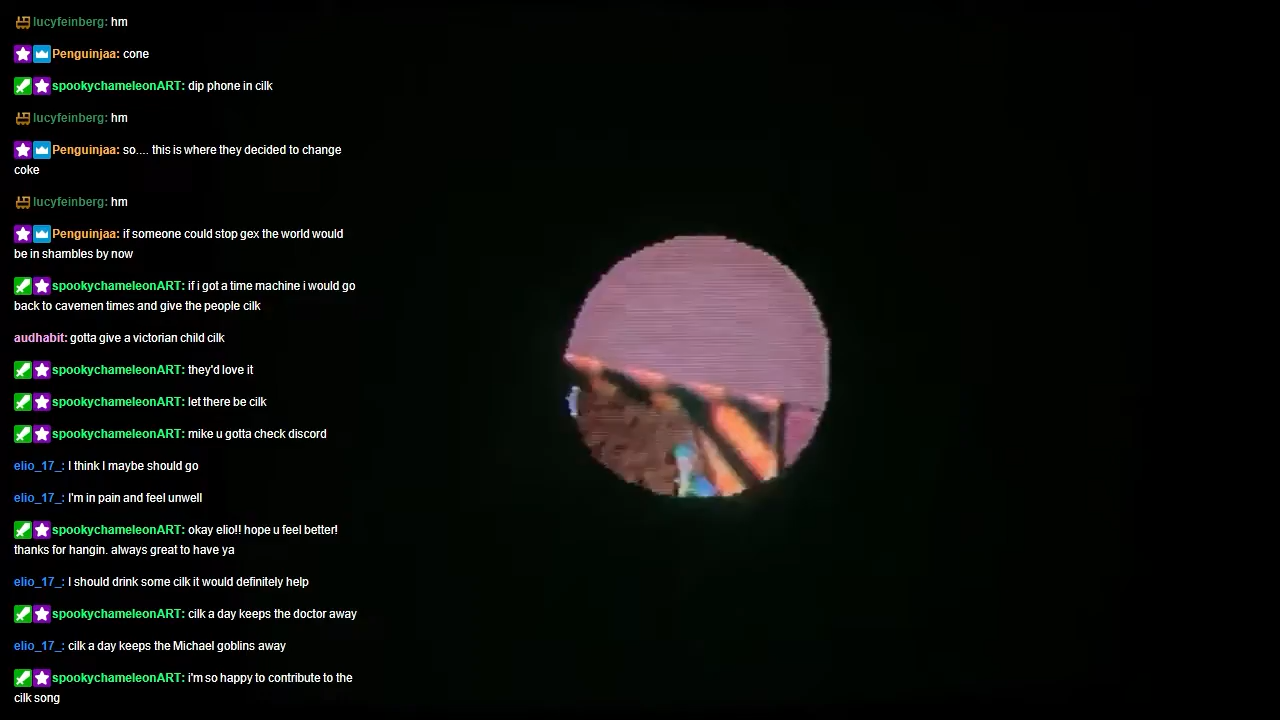 lucyfeinberg: hm
Penguinjaa: cone
spookychameleonART: dip phone in cilk
lucyfeinberg: hm
Penguinjaa: so.... this is where they decided to change
coke
lucyfeinberg: hm
Penguinjaa: if someone could stop gex the world would
be in shambles by now
spookychameleonART: if i got a time machine i would go
back to cavemen times and give the people cilk
audhabit: gotta give a victorian child cilk
spookychameleonART: they'd love it
spookychameleonART: let there be cilk
spookychameleonART: mike u gotta check discord
elio_17_: I think I maybe should go
elio_17_: I'm in pain and feel unwell
spookychameleonART: okay elio!! hope u feel better!
thanks for hangin. always great to have ya
elio_17_: I should drink some cilk it would definitely help
spookychameleonART: cilk a day keeps the doctor away
elio_17_: cilk a day keeps the Michael goblins away
spookychameleonART: i'm so happy to contribute to the
cilk song